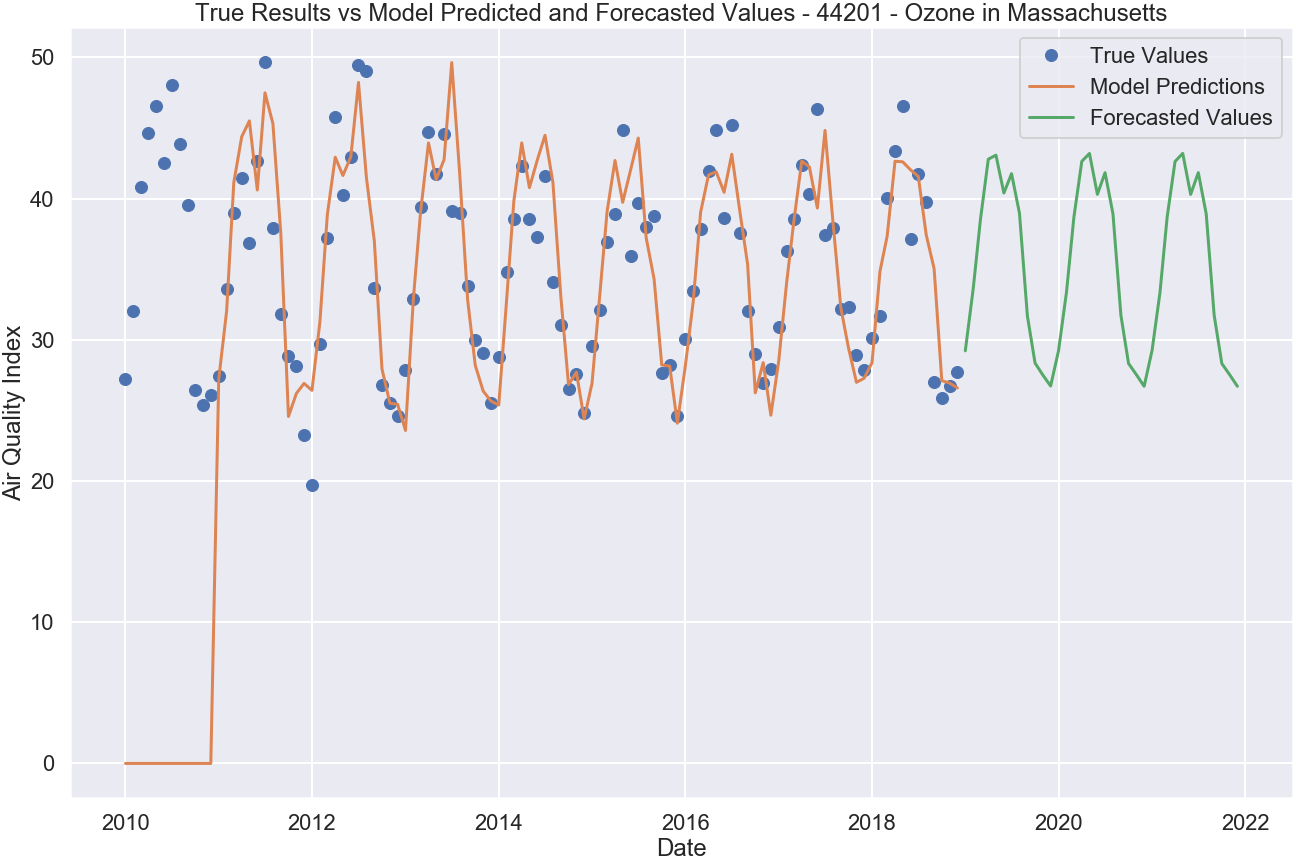 True Results vs Model Predicted and Forecasted Values - 44201 - Ozone in Massachusetts
True Values
Model Predictions
Forecasted Values
50
40
30
20
10
0
Air Quality Index
2010 2012 2014 2016 2018 2020 2022
Date